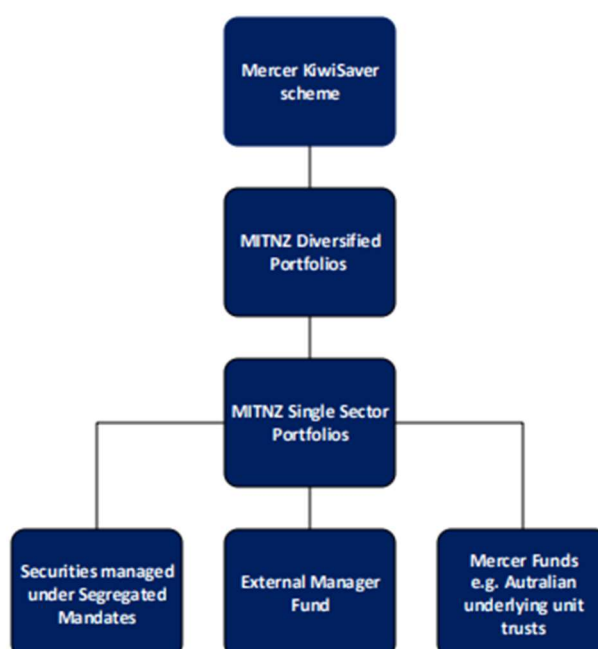 Mercer KiwiSaver
scheme
MITNZ Diversified
Portfolios
MITNZ Single Sector
Portfolios
Securities managed
under Segregated
Mandates
External Manager
Fund
Mercer Funds
e.g. Autralian
underlying unit
trusts